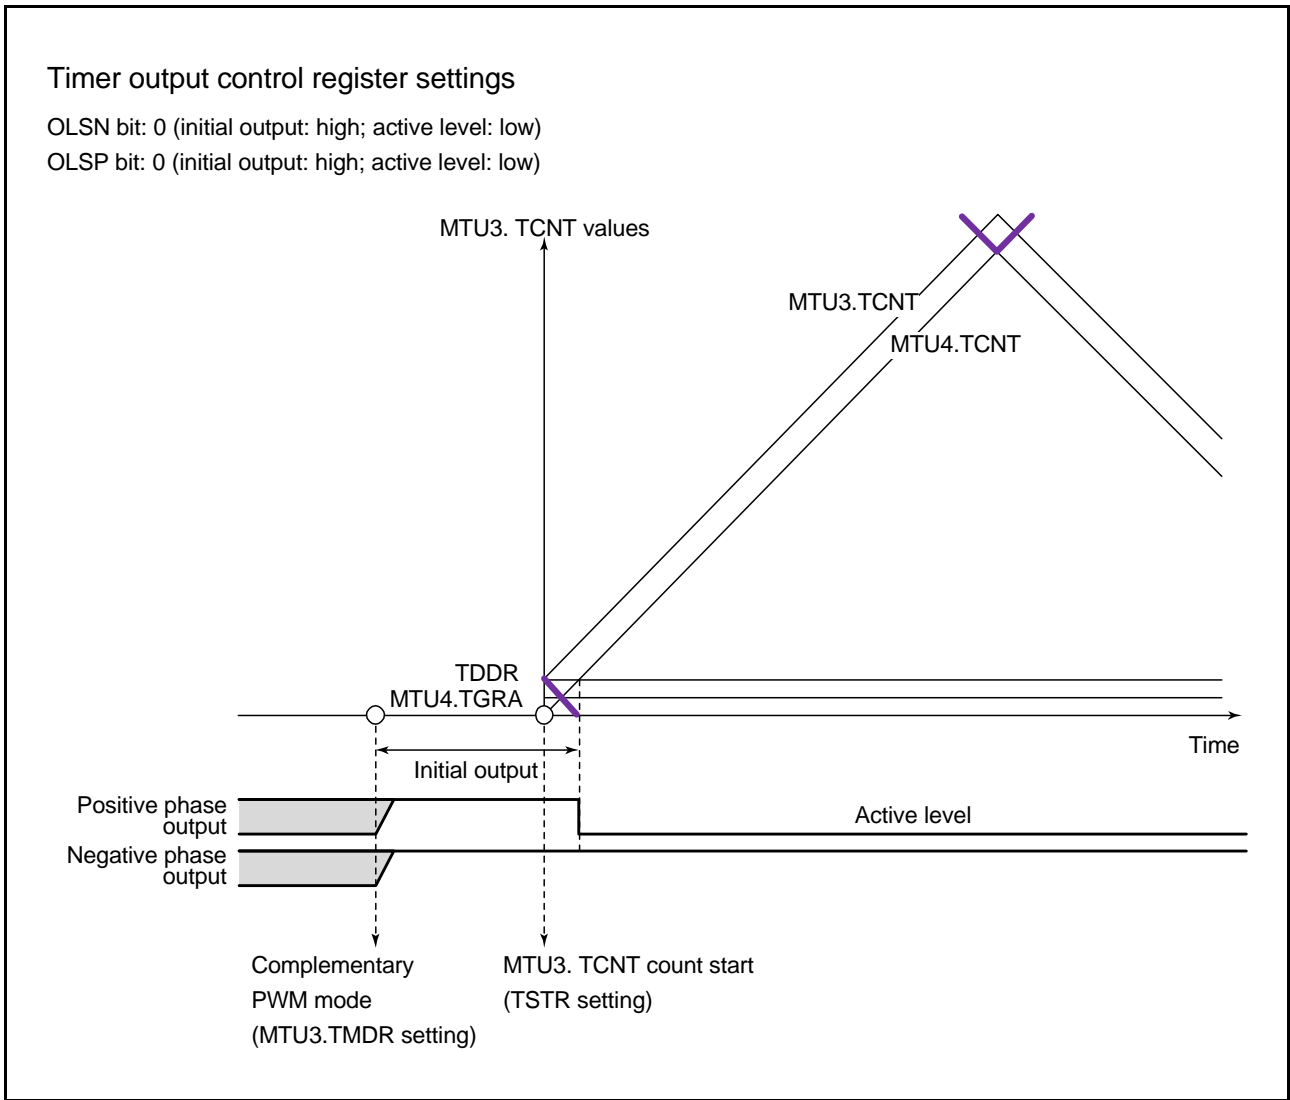 Timer output control register settings
OLSN bit: 0 (initial output: high; active level: low)
OLSP bit: 0 (initial output: high; active level: low)
MTU3. TCNT values
MTU3.TCNT
MTU4.TCNT
TDDR
MTU4.TGRA
Time
Initial output
Positive phase
output
Active level
Negative phase
output
Complementary
PWM mode
(MTU3.TMDR setting)
MTU3. TCNT count start
(TSTR setting)